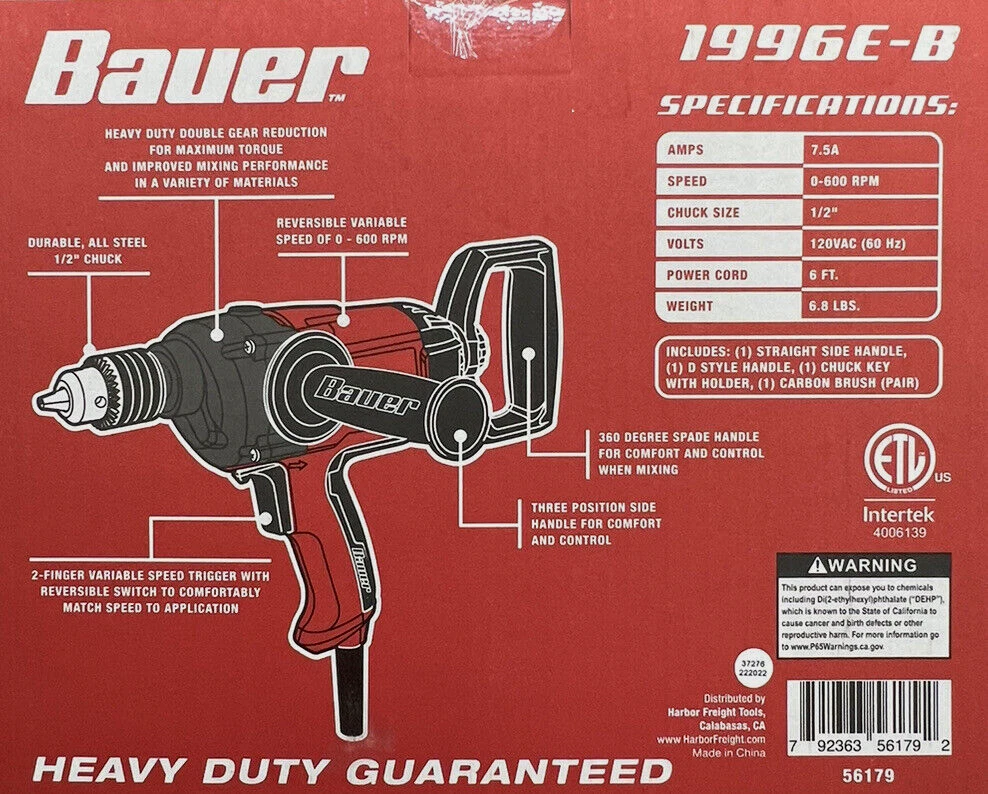 Bauer™
1996E-B
SPECIFICATIONS:
AMPS 7.5A
SPEED 0-600 RPM
CHUCK SIZE 1/2"
VOLTS 120VAC (60 Hz)
POWER CORD 6 FT.
WEIGHT 6.8 LBS.
INCLUDES: (1) STRAIGHT SIDE HANDLE,
(1) D STYLE HANDLE, (1) CHUCK KEY
WITH HOLDER, (1) CARBON BRUSH (PAIR)
HEAVY DUTY DOUBLE GEAR REDUCTION
FOR MAXIMUM TORQUE
AND IMPROVED MIXING PERFORMANCE
IN A VARIETY OF MATERIALS
REVERSIBLE VARIABLE
SPEED OF 0 - 600 RPM
DURABLE, ALL STEEL
1/2" CHUCK
Bauer
360 DEGREE SPADE HANDLE
FOR COMFORT AND CONTROL
WHEN MIXING
THREE POSITION SIDE
HANDLE FOR COMFORT
AND CONTROL
2-FINGER VARIABLE SPEED TRIGGER WITH
REVERSIBLE SWITCH TO COMFORTABLY
MATCH SPEED TO APPLICATION
Bauer
ETL
CM
US
LISTED
Intertek
4006139
WARNING
This product can expose you to chemicals
including Di(2-ethylhexyl)phthalate ("DEHP"),
which is known to the State of California to
cause cancer and birth defects or other
reproductive harm. For more information go
to www.P65Warnings.ca.gov.
37276
222022
Distributed by
Harbor Freight Tools,
Calabasas, CA
www.HarborFreight.com
Made in China
7 92363 56179 2
56179
HEAVY DUTY GUARANTEED